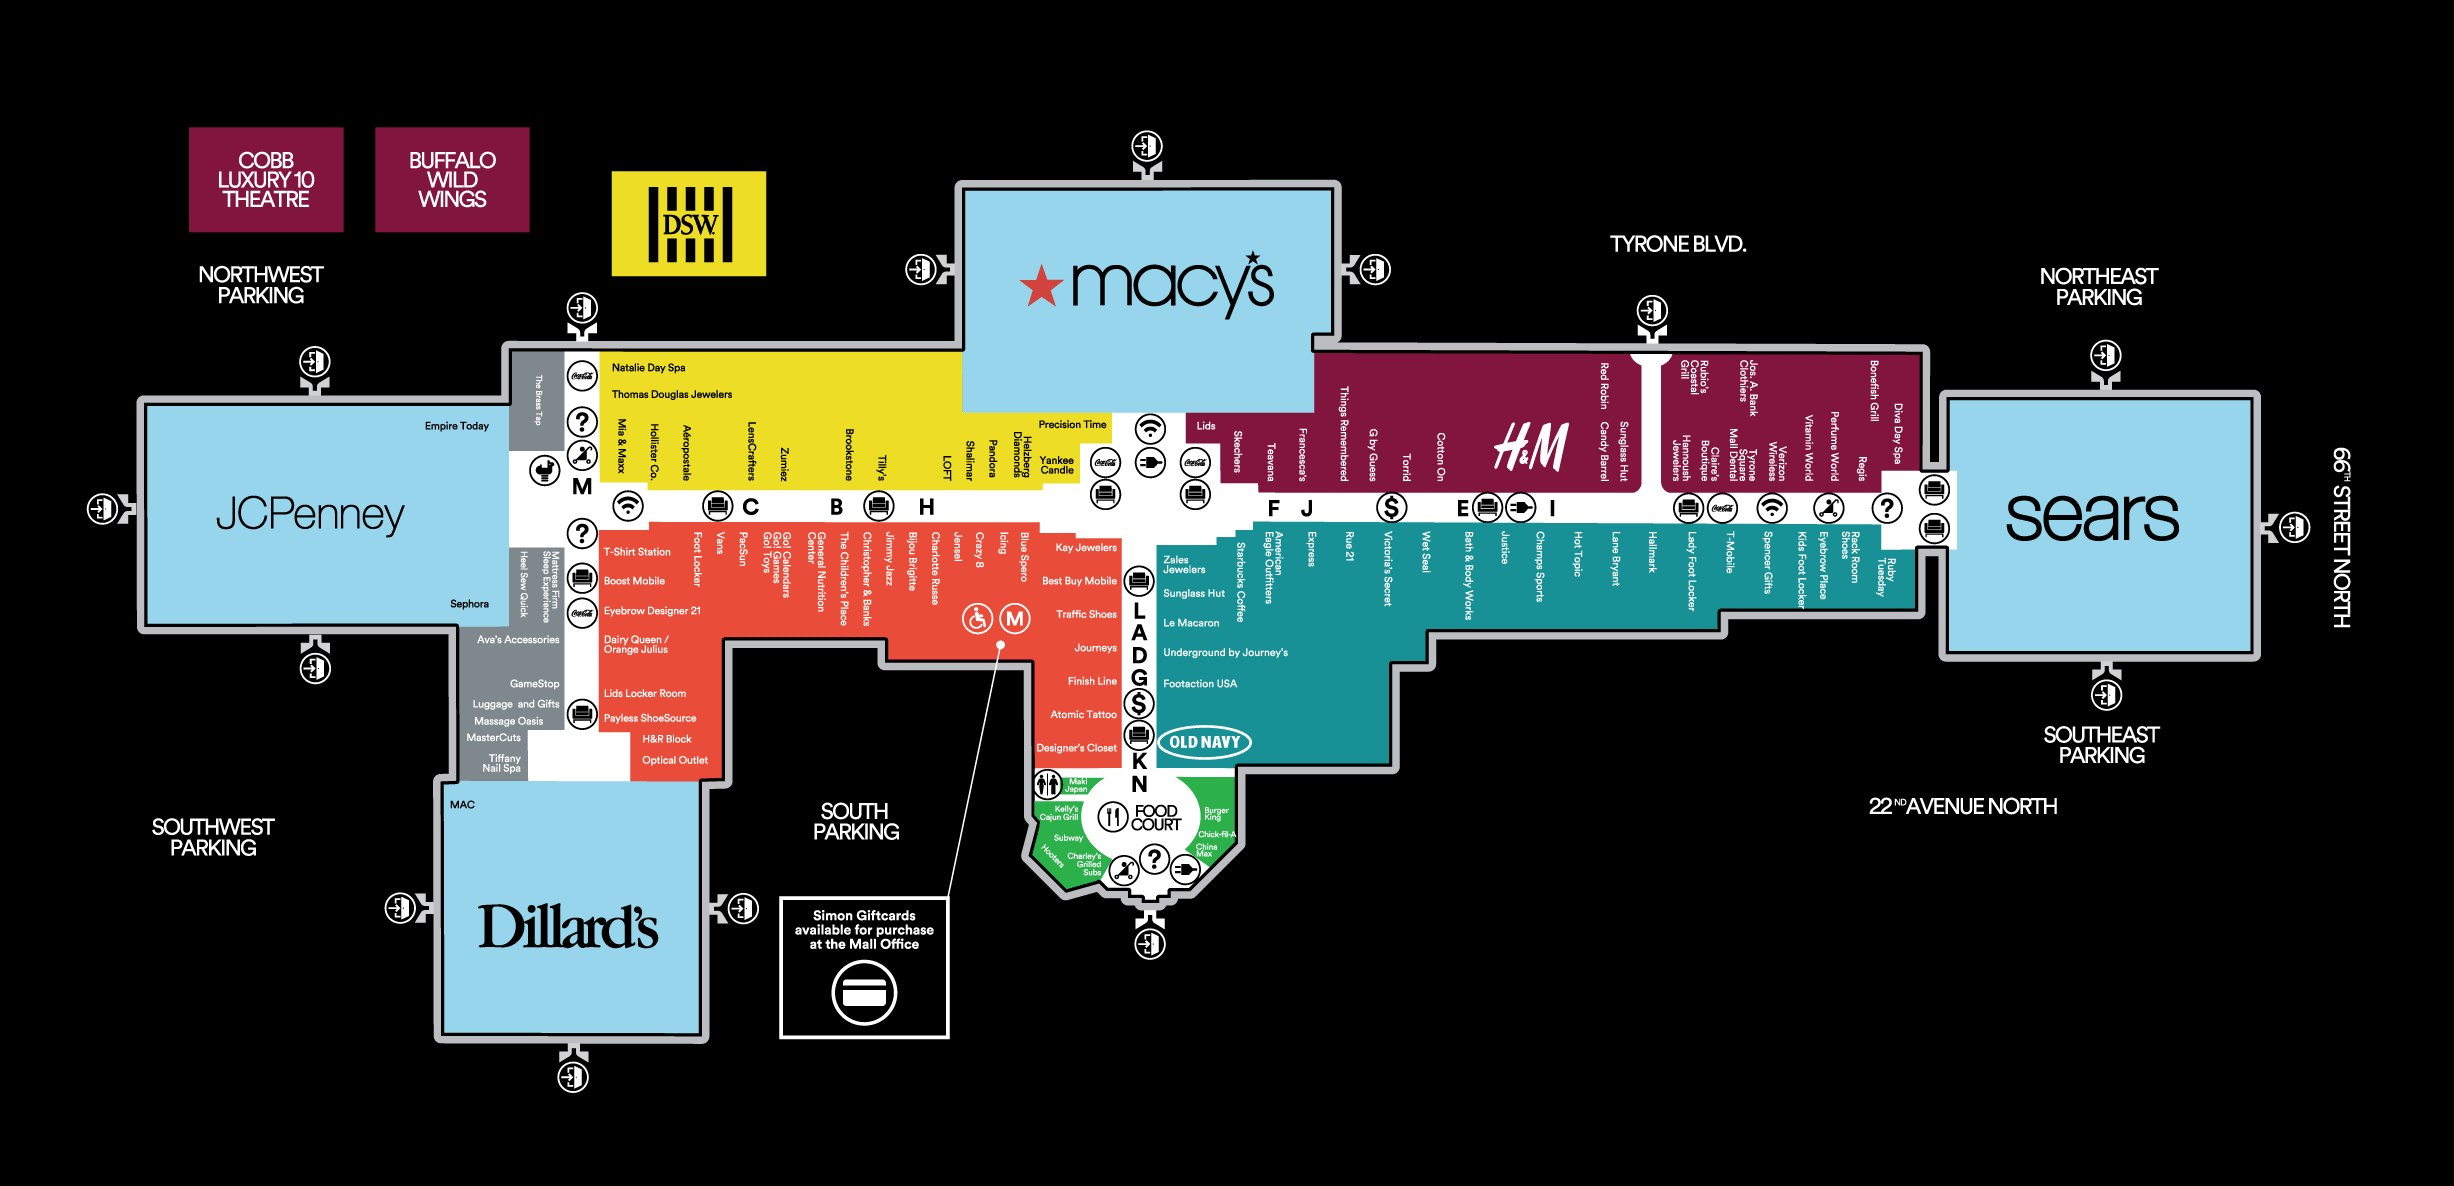 COBB
LUXURY 10
THEATRE
BUFFALO
WILD
WINGS
DSW
NORTHWEST
PARKING
macy's
TYRONE BLVD.
NORTHEAST
PARKING
JCPenney
Empire Today
Sephora
The Brass Tap
Coca-Cola
?
M
Natalie Day Spa
Thomas Douglas Jewelers
Mia & Maxx
Hollister Co.
Aéropostale
LensCrafters
Zumiez
Brookstone
Tilly's
LOFT
Shalimar
Pandora
Helzberg
Diamonds
Precision Time
Yankee
Candle
Coca-Cola
Coca-Cola
Lids
Skechers
Teavana
Francesca's
Things Remembered
G by Guess
Torrid
Cotton On
H&M
Red Robin
Candy Barrel
Sunglass Hut
Rubio's
Coastal
Grill
Hannoush
Jewelers
Claire's
Boutique
Jos. A. Bank
Clothiers
Tyrone
Square
Mall Dental
Verizon
Wireless
Vitamin World
Perfume World
Regis
Bonefish Grill
Diva Day Spa
sears
66TH STREET NORTH
C
B
H
F
J
$
E
I
Coca-Cola
?
?
Mattress Firm
Sleep Experience
Heel Sew Quick
Coca-Cola
Ava's Accessories
GameStop
Luggage and Gifts
Massage Oasis
MasterCuts
Tiffany
Nail Spa
T-Shirt Station
Boost Mobile
Eyebrow Designer 21
Dairy Queen /
Orange Julius
Lids Locker Room
Payless ShoeSource
H&R Block
Optical Outlet
Foot Locker
Vans
PacSun
Go! Calendars
Go! Games
Go! Toys
General Nutrition
Center
The Children's Place
Christopher & Banks
Jimmy Jazz
Bijou Brigitte
Charlotte Russe
Jensel
Crazy 8
Icing
Blue Spero
M
Kay Jewelers
Best Buy Mobile
Traffic Shoes
Journeys
Finish Line
Atomic Tattoo
Designer's Closet
L
A
D
G
$
K
N
Zales
Jewelers
Sunglass Hut
Le Macaron
Underground by Journey's
Footaction USA
OLD NAVY
Starbucks Coffee
American
Eagle Outfitters
Express
Rue 21
Victoria's Secret
Wet Seal
Bath & Body Works
Justice
Champs Sports
Hot Topic
Lane Bryant
Hallmark
Lady Foot Locker
T-Mobile
Spencer Gifts
Kids Foot Locker
Eyebrow Place
Rack Room
Shoes
Ruby
Tuesday
SOUTHEAST
PARKING
22ND AVENUE NORTH
SOUTHWEST
PARKING
MAC
Dillard's
SOUTH
PARKING
Maki
Japan
Kelly's
Cajun Grill
Subway
Hooters
Charley's
Grilled
Subs
FOOD
COURT
?
Burger
King
Chick-fil-A
China
Max
Simon Giftcards
available for purchase
at the Mall Office